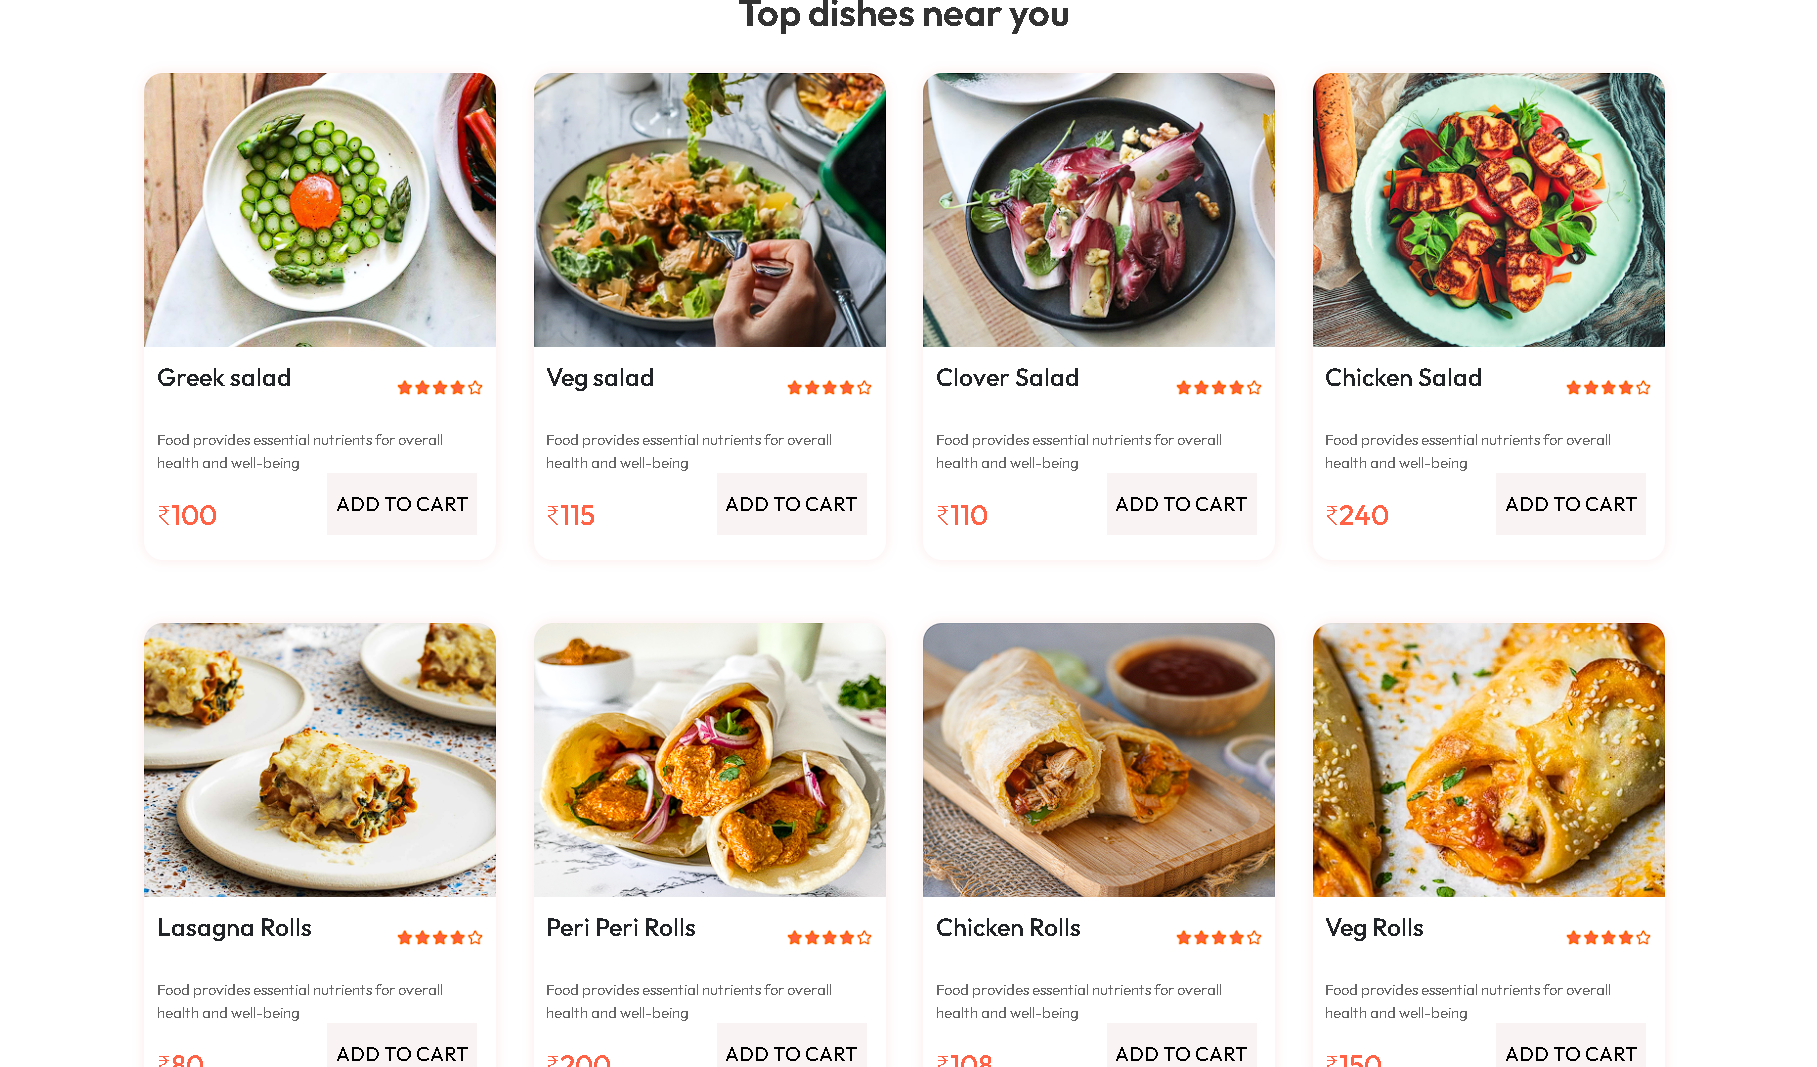 Top dishes near you
Greek salad
Food provides essential nutrients for overall
health and well-being
₹100
ADD TO CART
Veg salad
Food provides essential nutrients for overall
health and well-being
₹115
ADD TO CART
Clover Salad
Food provides essential nutrients for overall
health and well-being
₹110
ADD TO CART
Chicken Salad
Food provides essential nutrients for overall
health and well-being
₹240
ADD TO CART
Lasagna Rolls
Food provides essential nutrients for overall
health and well-being
₹80
ADD TO CART
Peri Peri Rolls
Food provides essential nutrients for overall
health and well-being
₹200
ADD TO CART
Chicken Rolls
Food provides essential nutrients for overall
health and well-being
₹108
ADD TO CART
Veg Rolls
Food provides essential nutrients for overall
health and well-being
₹150
ADD TO CART